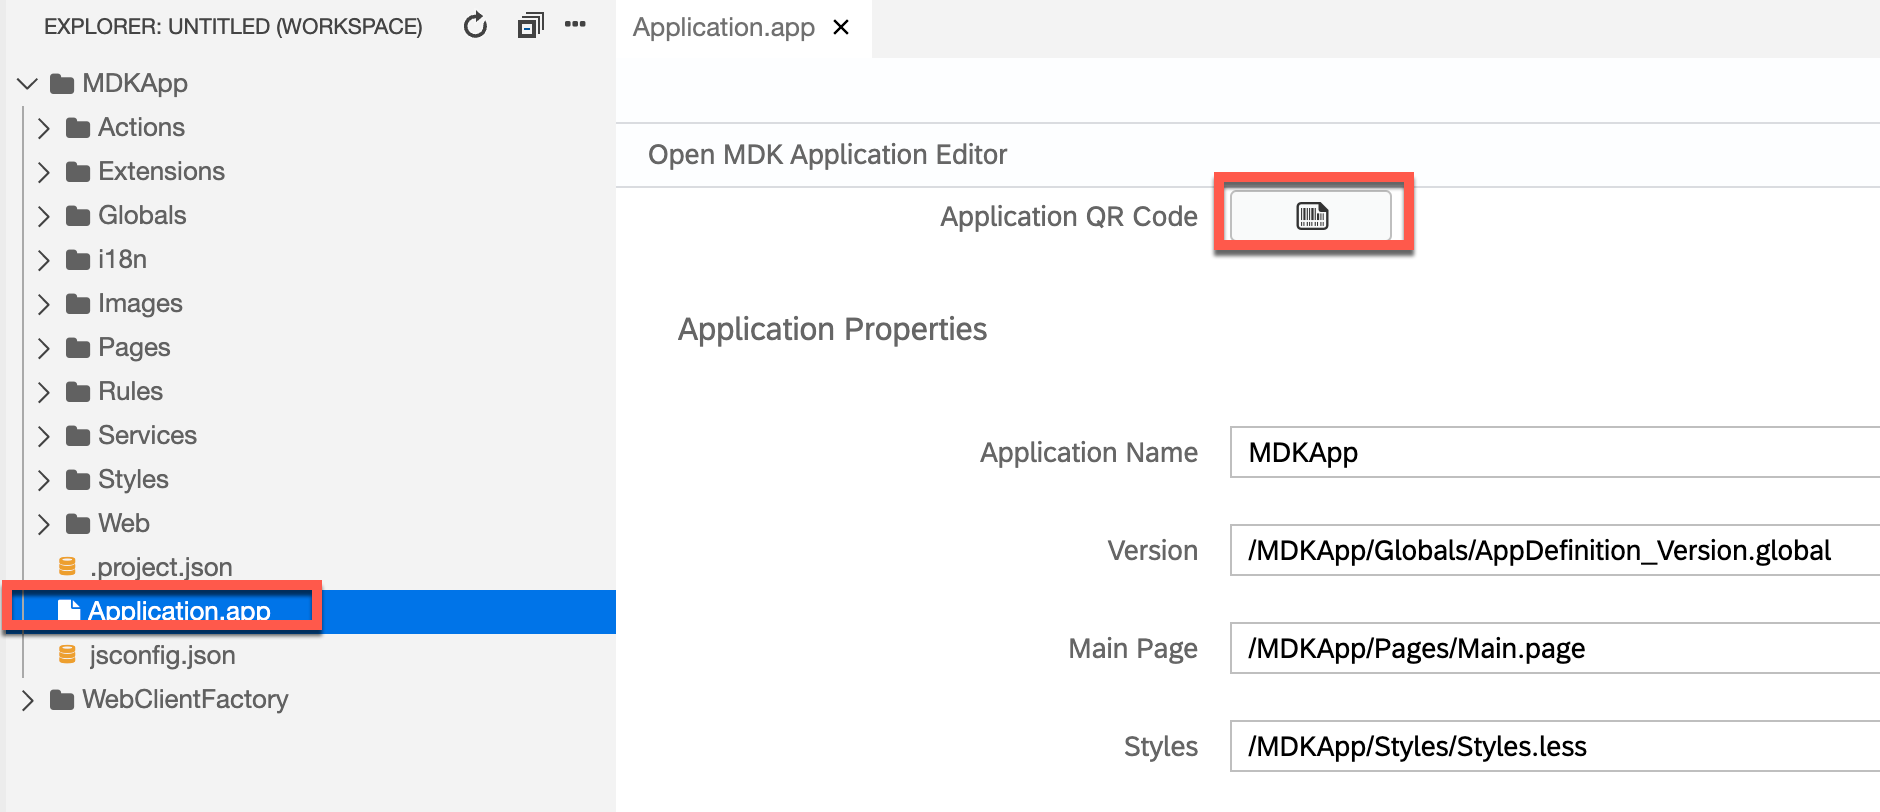 EXPLORER: UNTITLED (WORKSPACE)
MDKApp
Actions
Extensions
Globals
i18n
Images
Pages
Rules
Services
Styles
Web
.project.json
Application.app
jsconfig.json
WebClientFactory
Application.app
Open MDK Application Editor
Application QR Code
Application Properties
Application Name MDKApp
Version /MDKApp/Globals/AppDefinition_Version.global
Main Page /MDKApp/Pages/Main.page
Styles /MDKApp/Styles/Styles.less